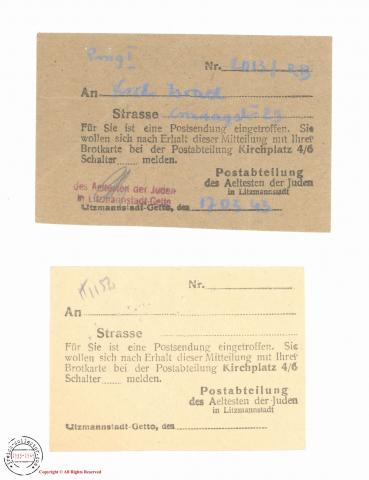 Nr.
An
Strasse
Für Sie ist eine Postsendung eingetroffen. Sie
wollen sich nach Erhalt dieser Mitteilung mit Ihrer
Brotkarte bei der Postabteilung Kirchplatz 4/6
Schalter ...... melden.
Postabteilung
des Aeltesten der Juden
in Litzmannstadt
des Aeltesten der Juden
in Litzmannstadt-Getto
Litzmannstadt-Getto, den 17.03.43
Nr.
An
Strasse
Für Sie ist eine Postsendung eingetroffen. Sie
wollen sich nach Erhalt dieser Mitteilung mit Ihrer
Brotkarte bei der Postabteilung Kirchplatz 4/6
Schalter ...... melden.
Postabteilung
des Aeltesten der Juden
in Litzmannstadt
Litzmannstadt-Getto, den
Copyright © All Rights Reserved